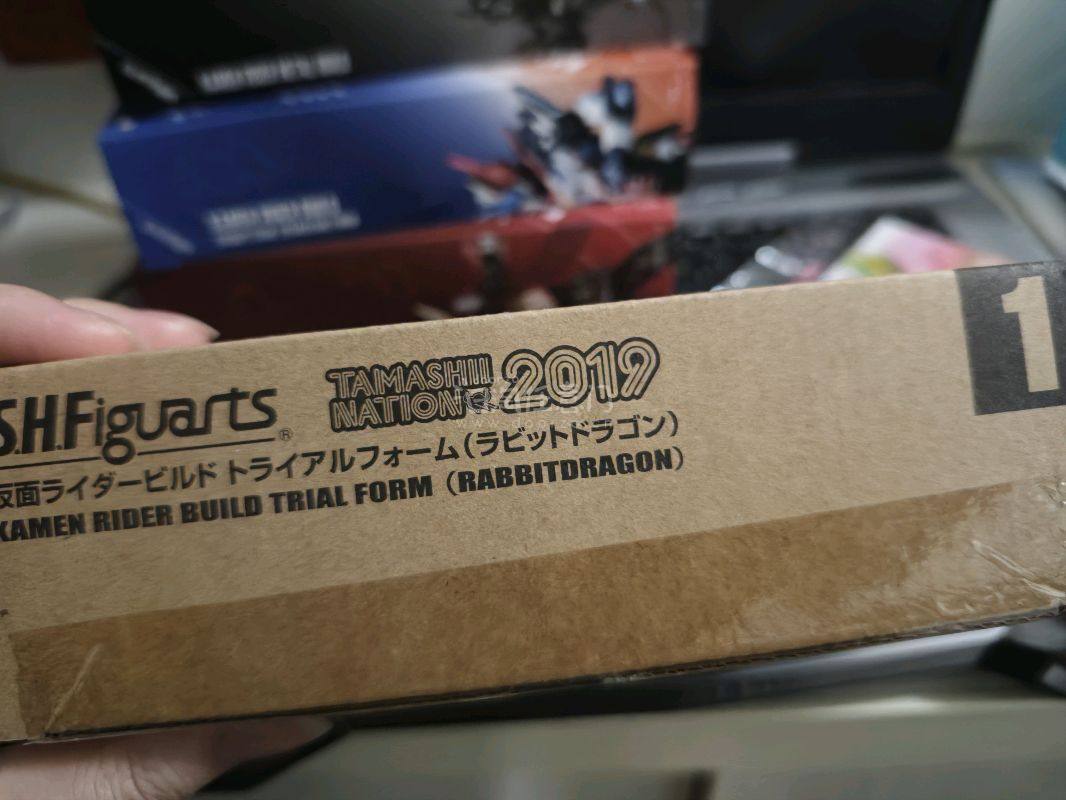 S.H.Figuarts
®
TAMASHII
NATION
2019
1
仮面ライダービルド トライアルフォーム(ラビットドラゴン)
KAMEN RIDER BUILD TRIAL FORM (RABBITDRAGON)